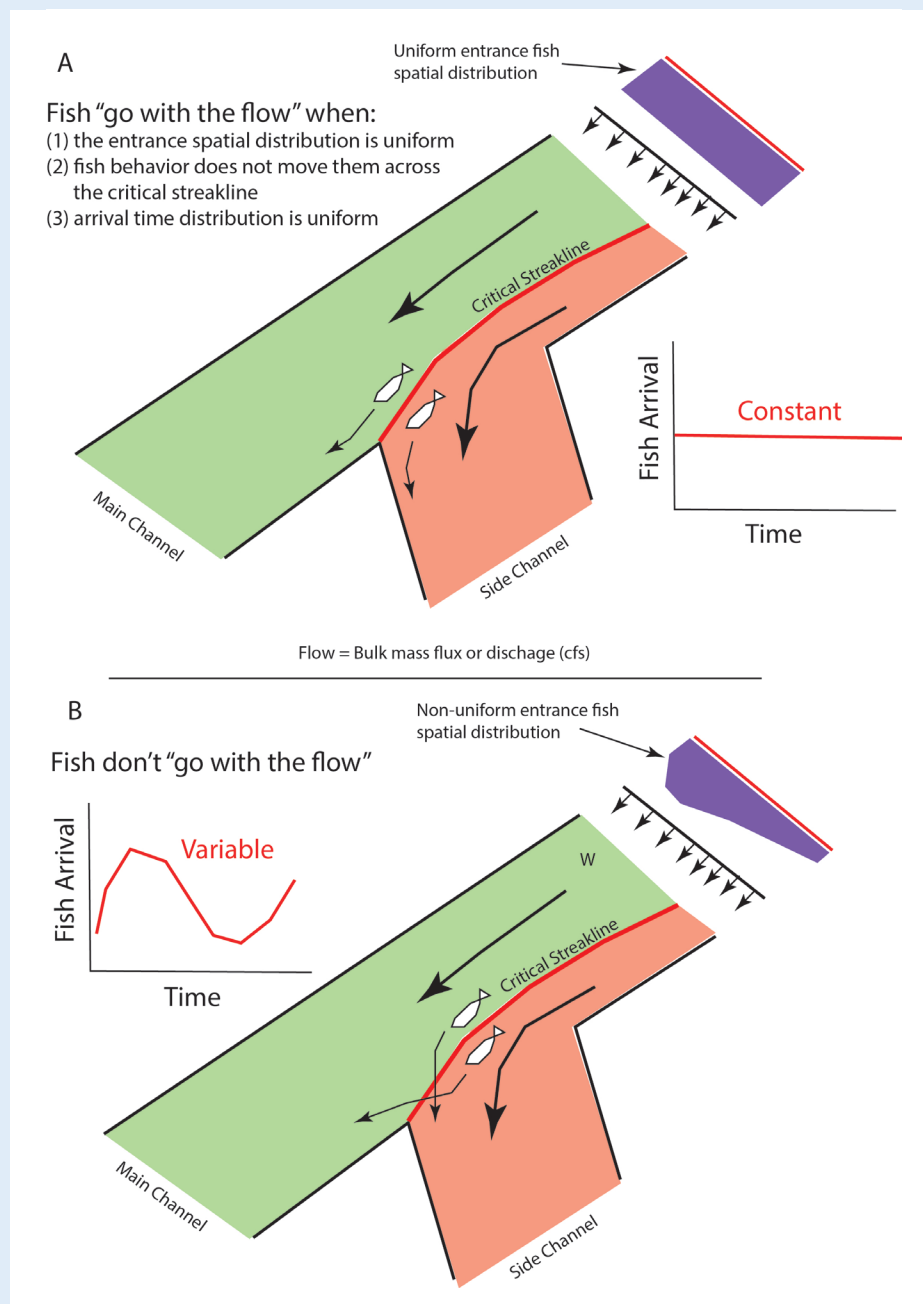 A
Uniform entrance fish
spatial distribution
Fish “go with the flow” when:
(1) the entrance spatial distribution is uniform
(2) fish behavior does not move them across
the critical streakline
(3) arrival time distribution is uniform
Critical Streakline
Fish Arrival
Constant
Time
Main Channel
Side Channel
Flow = Bulk mass flux or dischage (cfs)
B
Non-uniform entrance fish
spatial distribution
Fish don’t “go with the flow”
Fish Arrival
Variable
Time
W
Critical Streakline
Main Channel
Side Channel